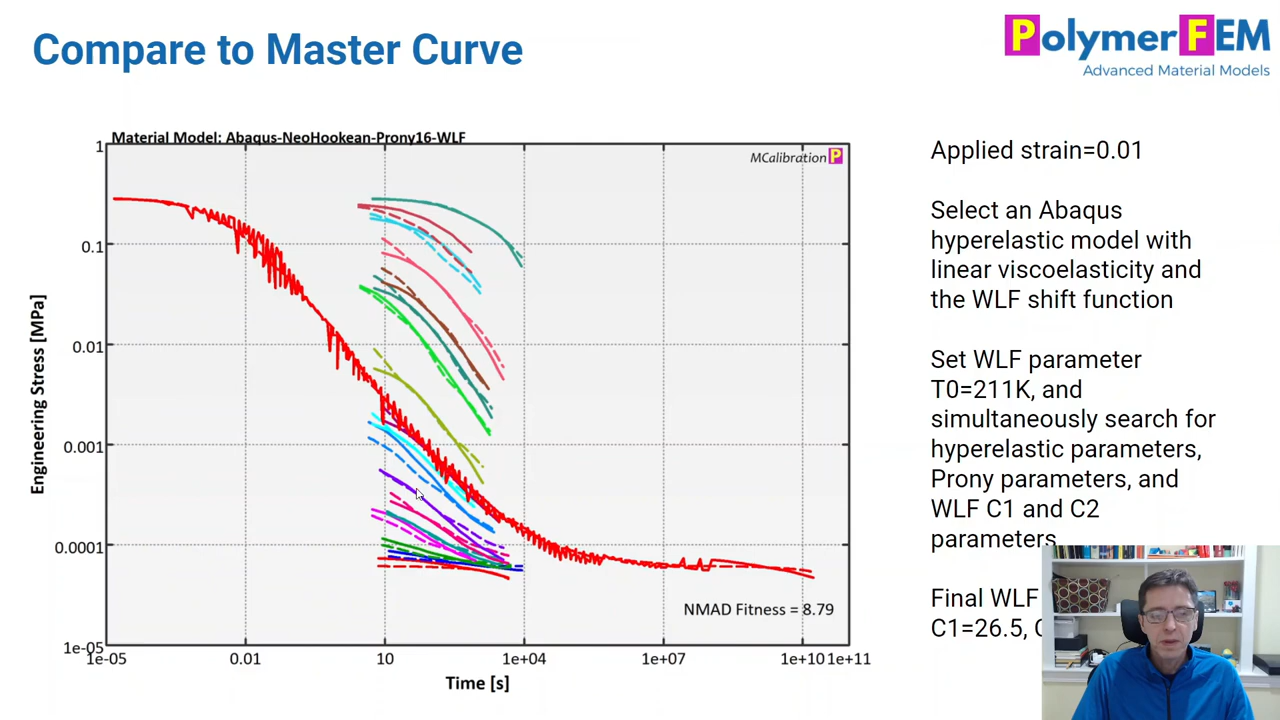 Compare to Master Curve
PolymerFEM
Advanced Material Models
Material Model: Abaqus-NeoHookean-Prony16-WLF
MCalibration P
1
0.1
0.01
0.001
0.0001
1e-05
Engineering Stress [MPa]
NMAD Fitness = 8.79
1e-05
0.01
10
1e+04
1e+07
1e+10
1e+11
Time [s]
Applied strain=0.01
Select an Abaqus
hyperelastic model with
linear viscoelasticity and
the WLF shift function
Set WLF parameter
T0=211K, and
simultaneously search for
hyperelastic parameters,
Prony parameters, and
WLF C1 and C2
parameters
Final WLF
C1=26.5,